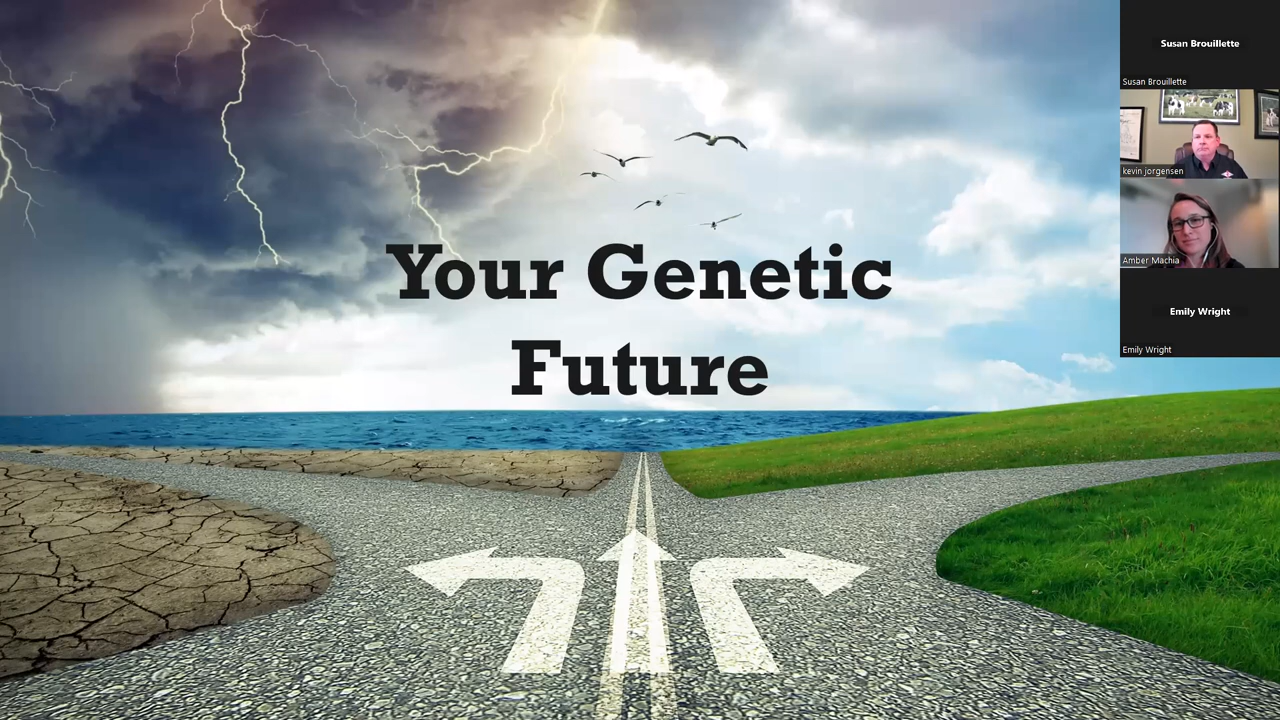 Your Genetic
Future
Susan Brouillette
Susan Brouillette
kevin jorgensen
Amber Machia
Emily Wright
Emily Wright